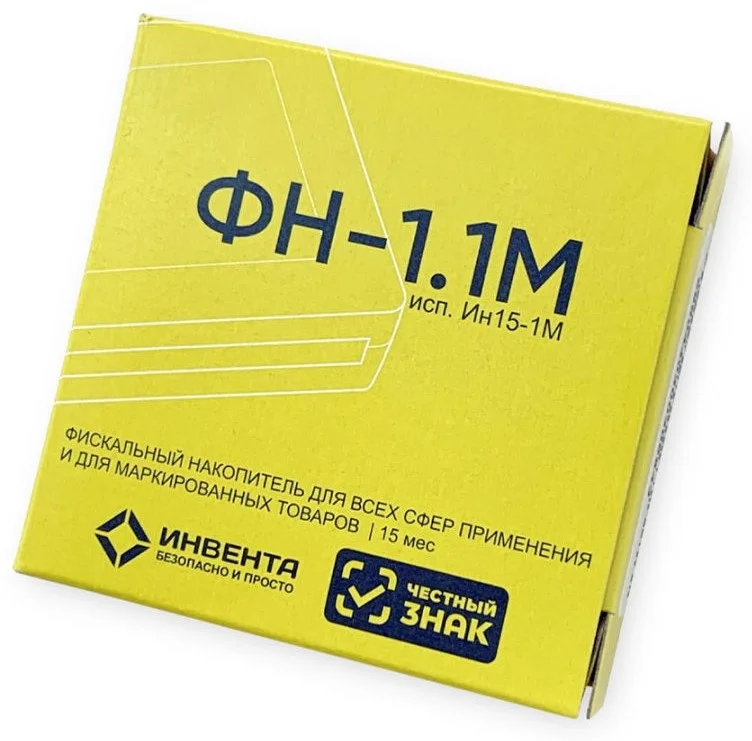 ФН-1.1М
исп. Ин15-1М
ФИСКАЛЬНЫЙ НАКОПИТЕЛЬ ДЛЯ ВСЕХ СФЕР ПРИМЕНЕНИЯ
И ДЛЯ МАРКИРОВАННЫХ ТОВАРОВ | 15 мес
ИНВЕНТА
БЕЗОПАСНО И ПРОСТО
ЧЕСТНЫЙ
ЗНАК